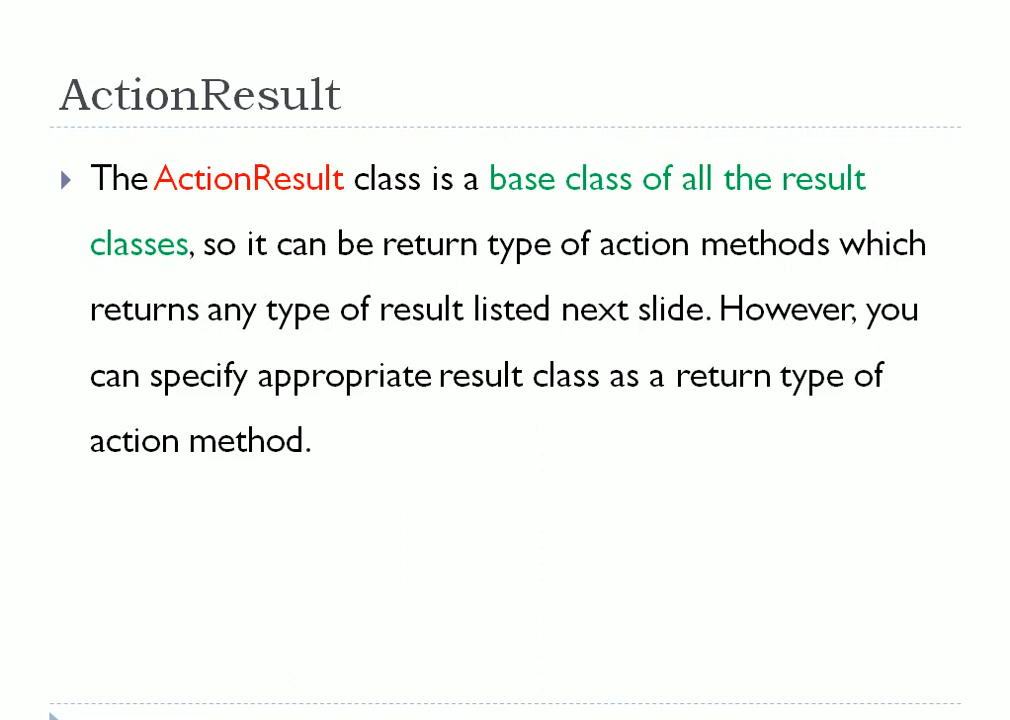 ActionResult
The ActionResult class is a base class of all the result
classes, so it can be return type of action methods which
returns any type of result listed next slide. However, you
can specify appropriate result class as a return type of
action method.